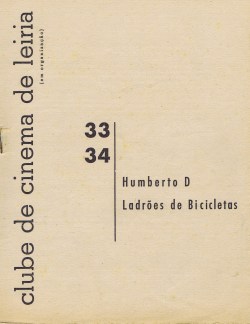 clube de cinema de leiria
(em organização)
33
34
Humberto D
Ladrões de Bicicletas